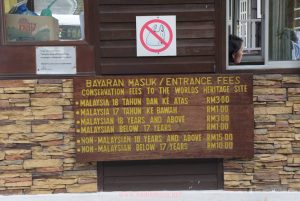 BAYARAN MASUK / ENTRANCE FEES
CONSERVATION FEES TO THE WORLDS HERITAGE SITE
• MALAYSIA 18 TAHUN DAN KE ATAS RM3.00
• MALAYSIA 17 TAHUN KE BAWAH RM1.00
• MALAYSIAN 18 YEARS AND ABOVE RM3.00
• MALAYSIAN BELOW 17 YEARS RM1.00
• NON-MALAYSIAN 18 YEARS AND ABOVE RM15.00
• NON-MALAYSIAN BELOW 17 YEARS RM10.00